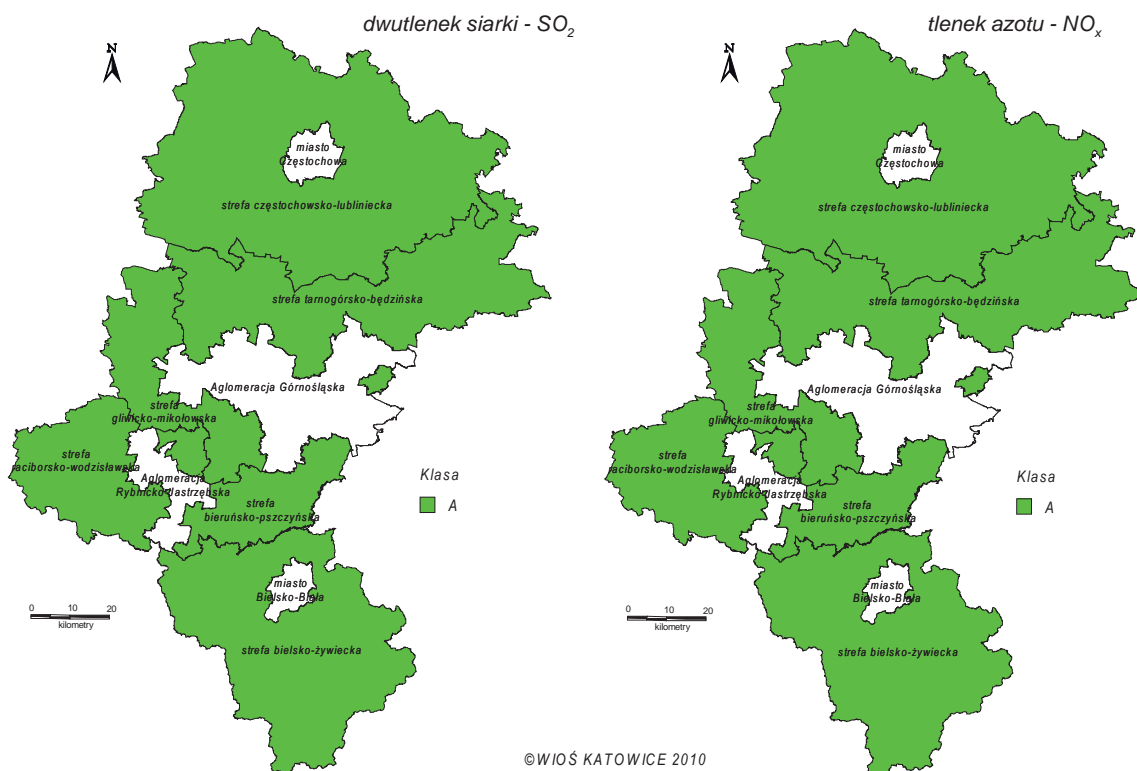 dwutlenek siarki - SO₂
N
miasto
Częstochowa
strefa częstochowsko-lubliniecka
strefa tarnogórsko-będzińska
Aglomeracja Górnośląska
strefa
gliwicko-mikołowska
strefa
raciborsko-wodzisławska
Aglomeracja
Rybnicko-Jastrzębska
strefa
bieruńsko-pszczyńska
Klasa
A
miasto
Bielsko-Biała
strefa bielsko-żywiecka
0 10 20
kilometry
tlenek azotu - NOₓ
N
miasto
Częstochowa
strefa częstochowsko-lubliniecka
strefa tarnogórsko-będzińska
Aglomeracja Górnośląska
strefa
gliwicko-mikołowska
strefa
raciborsko-wodzisławska
Aglomeracja
Rybnicko-Jastrzębska
strefa
bieruńsko-pszczyńska
Klasa
A
miasto
Bielsko-Biała
strefa bielsko-żywiecka
0 10 20
kilometry
©WIOŚ KATOWICE 2010